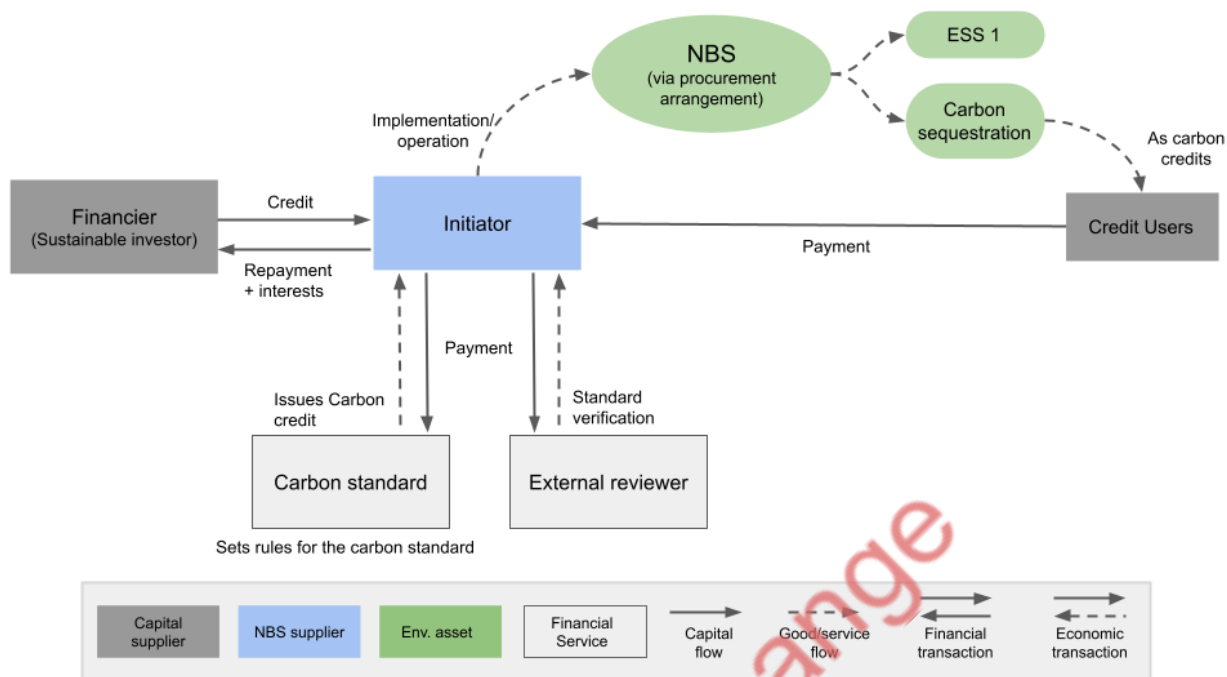 ESS 1
NBS
(via procurement
arrangement)
Implementation/
operation
Carbon
sequestration
As carbon
credits
Financier
(Sustainable investor)
Credit
Initiator
Credit Users
Payment
Repayment
+ interests
Payment
Issues Carbon
credit
Standard
verification
Carbon standard
External reviewer
Sets rules for the carbon standard
Capital
supplier
NBS supplier
Env. asset
Financial
Service
Capital
flow
Good/service
flow
Financial
transaction
Economic
transaction
ange